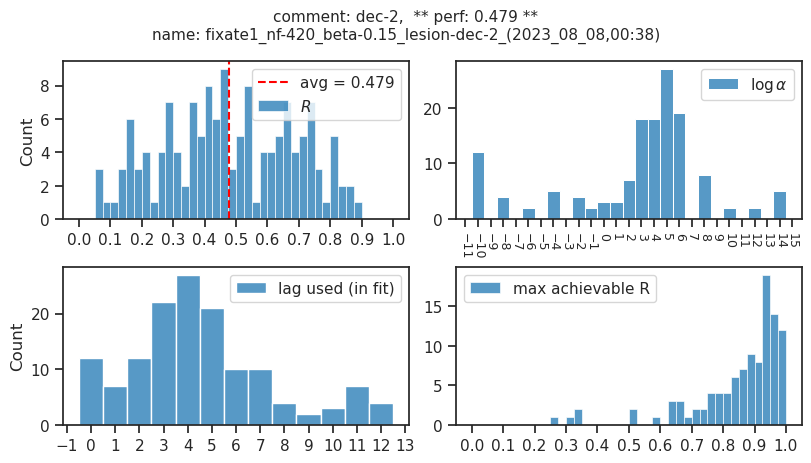 comment: dec-2,  ** perf: 0.479 **
name: fixate1_nf-420_beta-0.15_lesion-dec-2_(2023_08_08,00:38)
Count
8
6
4
2
0
avg = 0.479
R
0.0 0.1 0.2 0.3 0.4 0.5 0.6 0.7 0.8 0.9 1.0
20
10
0
log α
−11 −10 −8 −7 −5 −4 −3 −2 −1 0 1 2 3 4 5 6 7 8 10 11 12 13 14 15
Count
20
10
0
lag used (in fit)
−1 0 1 2 3 4 5 6 7 8 9 10 11 12 13
15
10
5
0
max achievable R
0.0 0.1 0.2 0.3 0.4 0.5 0.6 0.7 0.8 0.9 1.0